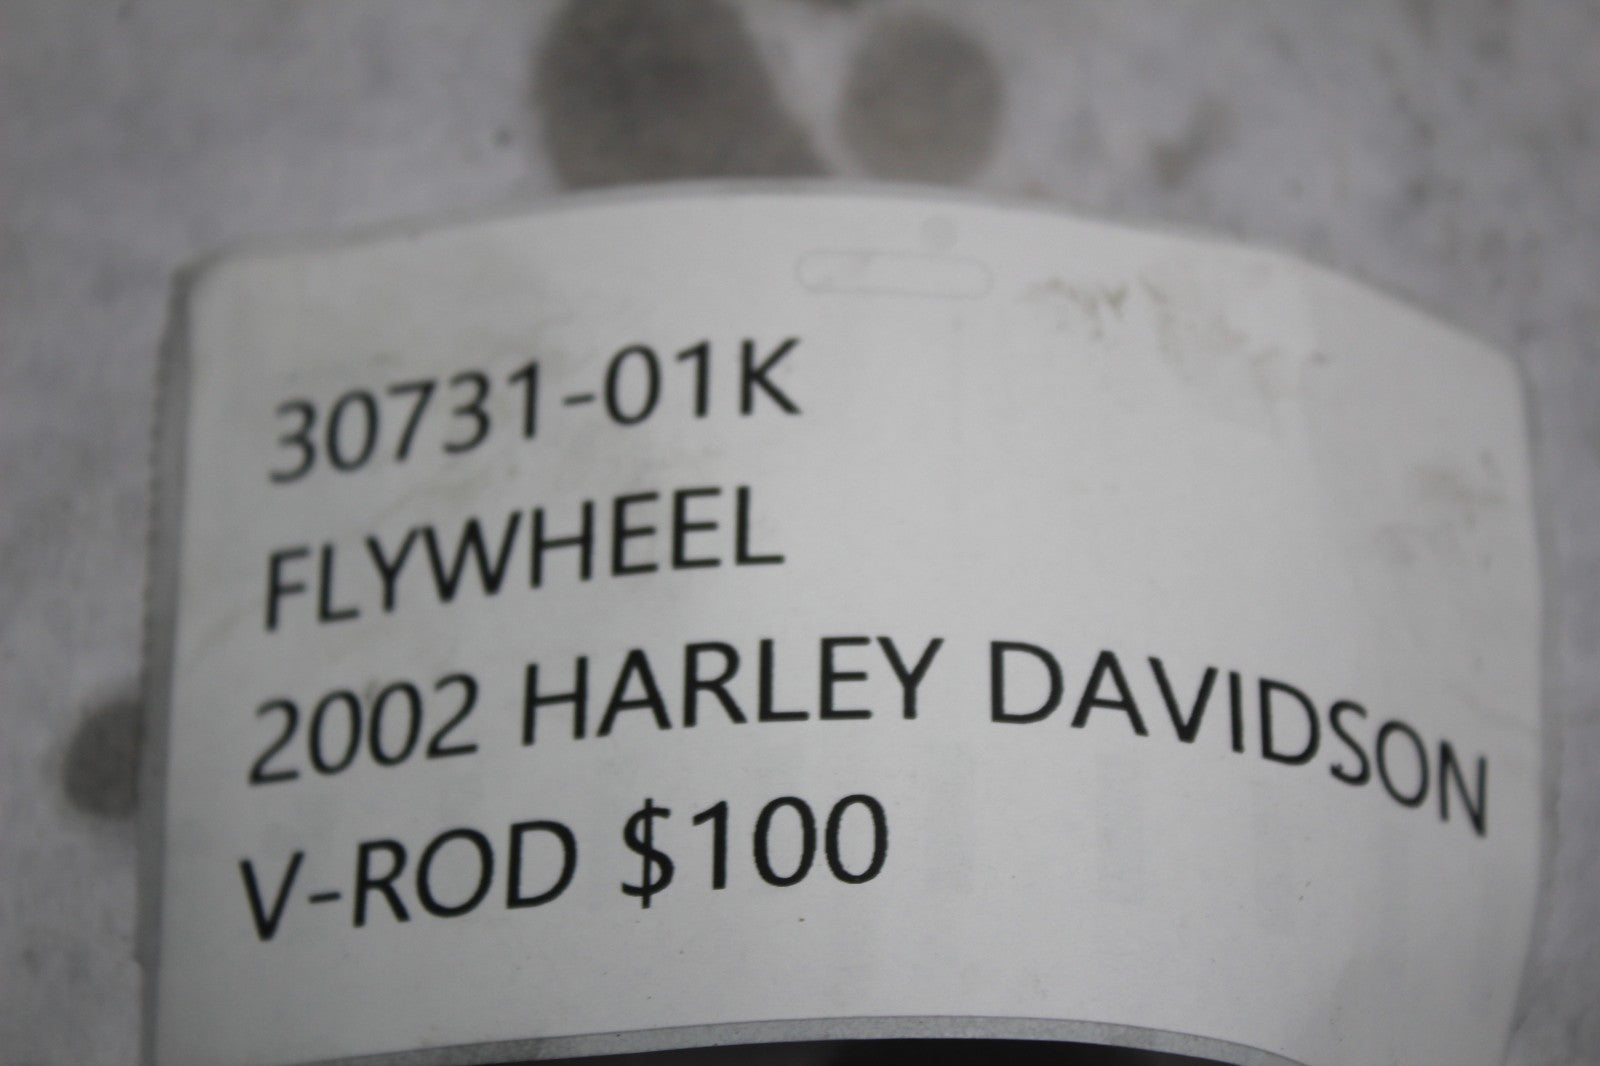 30731-01K
FLYWHEEL
2002 HARLEY DAVIDSON
V-ROD $100